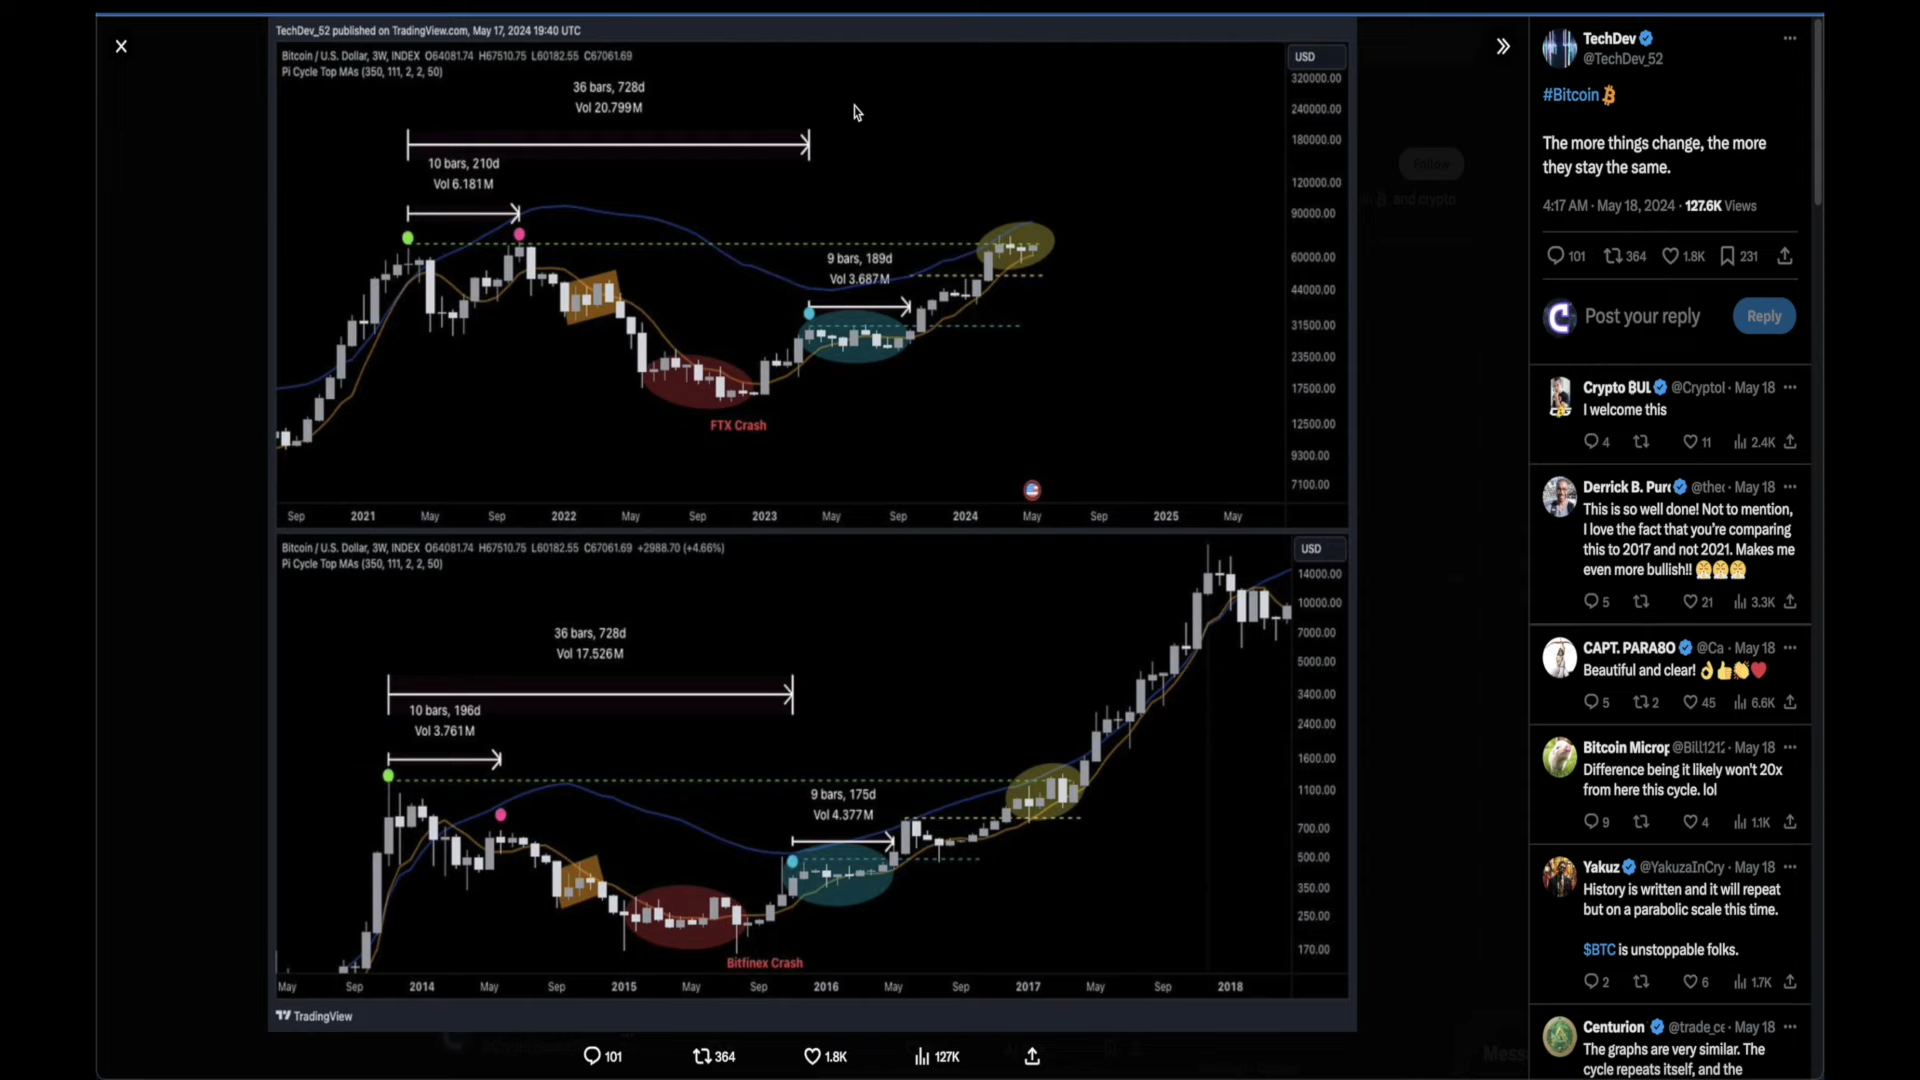 TechDev_52 published on TradingView.com, May 17, 2024 19:40 UTC
Bitcoin / U.S. Dollar, 3W, INDEX O64081.74 H67510.75 L60182.55 C67061.69
Pi Cycle Top MAs (350, 111, 2, 2, 50)
36 bars, 728d
Vol 20.799M
10 bars, 210d
Vol 6.181M
9 bars, 189d
Vol 3.687M
FTX Crash
USD
320000.00
240000.00
180000.00
120000.00
90000.00
60000.00
44000.00
31500.00
23500.00
17500.00
12500.00
9300.00
7100.00
Sep 2021 May Sep 2022 May Sep 2023 May Sep 2024 May Sep 2025 May
Bitcoin / U.S. Dollar, 3W, INDEX O64081.74 H67510.75 L60182.55 C67061.69 +2988.70 (+4.66%)
Pi Cycle Top MAs (350, 111, 2, 2, 50)
36 bars, 728d
Vol 17.526M
10 bars, 196d
Vol 3.761M
9 bars, 175d
Vol 4.377M
Bitfinex Crash
USD
14000.00
10000.00
7000.00
5000.00
3400.00
2400.00
1600.00
1100.00
700.00
500.00
350.00
250.00
170.00
May Sep 2014 May Sep 2015 May Sep 2016 May Sep 2017 May Sep 2018
TradingView
101 364 1.8K 127K
Follow
and crypto
TechDev
@TechDev_52
#Bitcoin
The more things change, the more
they stay the same.
4:17 AM · May 18, 2024 · 127.6K Views
101 364 1.8K 231
Post your reply
Reply
Crypto BUL @Cryptol · May 18
I welcome this
4 11 2.4K
Derrick B. Pure @thec · May 18
This is so well done! Not to mention,
I love the fact that you're comparing
this to 2017 and not 2021. Makes me
even more bullish!! 😤😤😤
5 21 3.3K
CAPT. PARA8O @Ca · May 18
Beautiful and clear! 👌👍👏♥️
5 2 45 6.6K
Bitcoin Microp @Bill1212 · May 18
Difference being it likely won't 20x
from here this cycle. lol
9 4 1.1K
Yakuz @YakuzaInCry · May 18
History is written and it will repeat
but on a parabolic scale this time.
$BTC is unstoppable folks.
2 6 1.7K
Centurion @trade_ce · May 18
The graphs are very similar. The
cycle repeats itself, and the